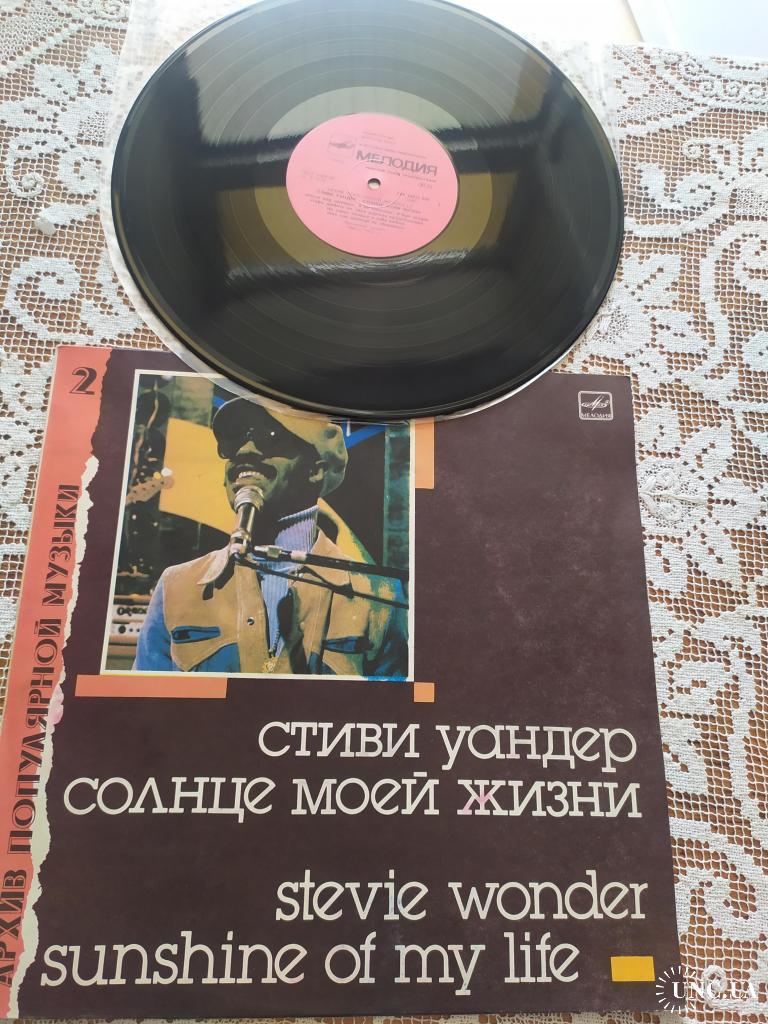 МЕЛОДИЯ
2
МЕЛОДИЯ
АРХИВ ПОПУЛЯРНОЙ МУЗЫКИ
СТИВИ УАНДЕР
СОЛНЦЕ МОЕЙ ЖИЗНИ
stevie wonder
sunshine of my life
UNC.UA